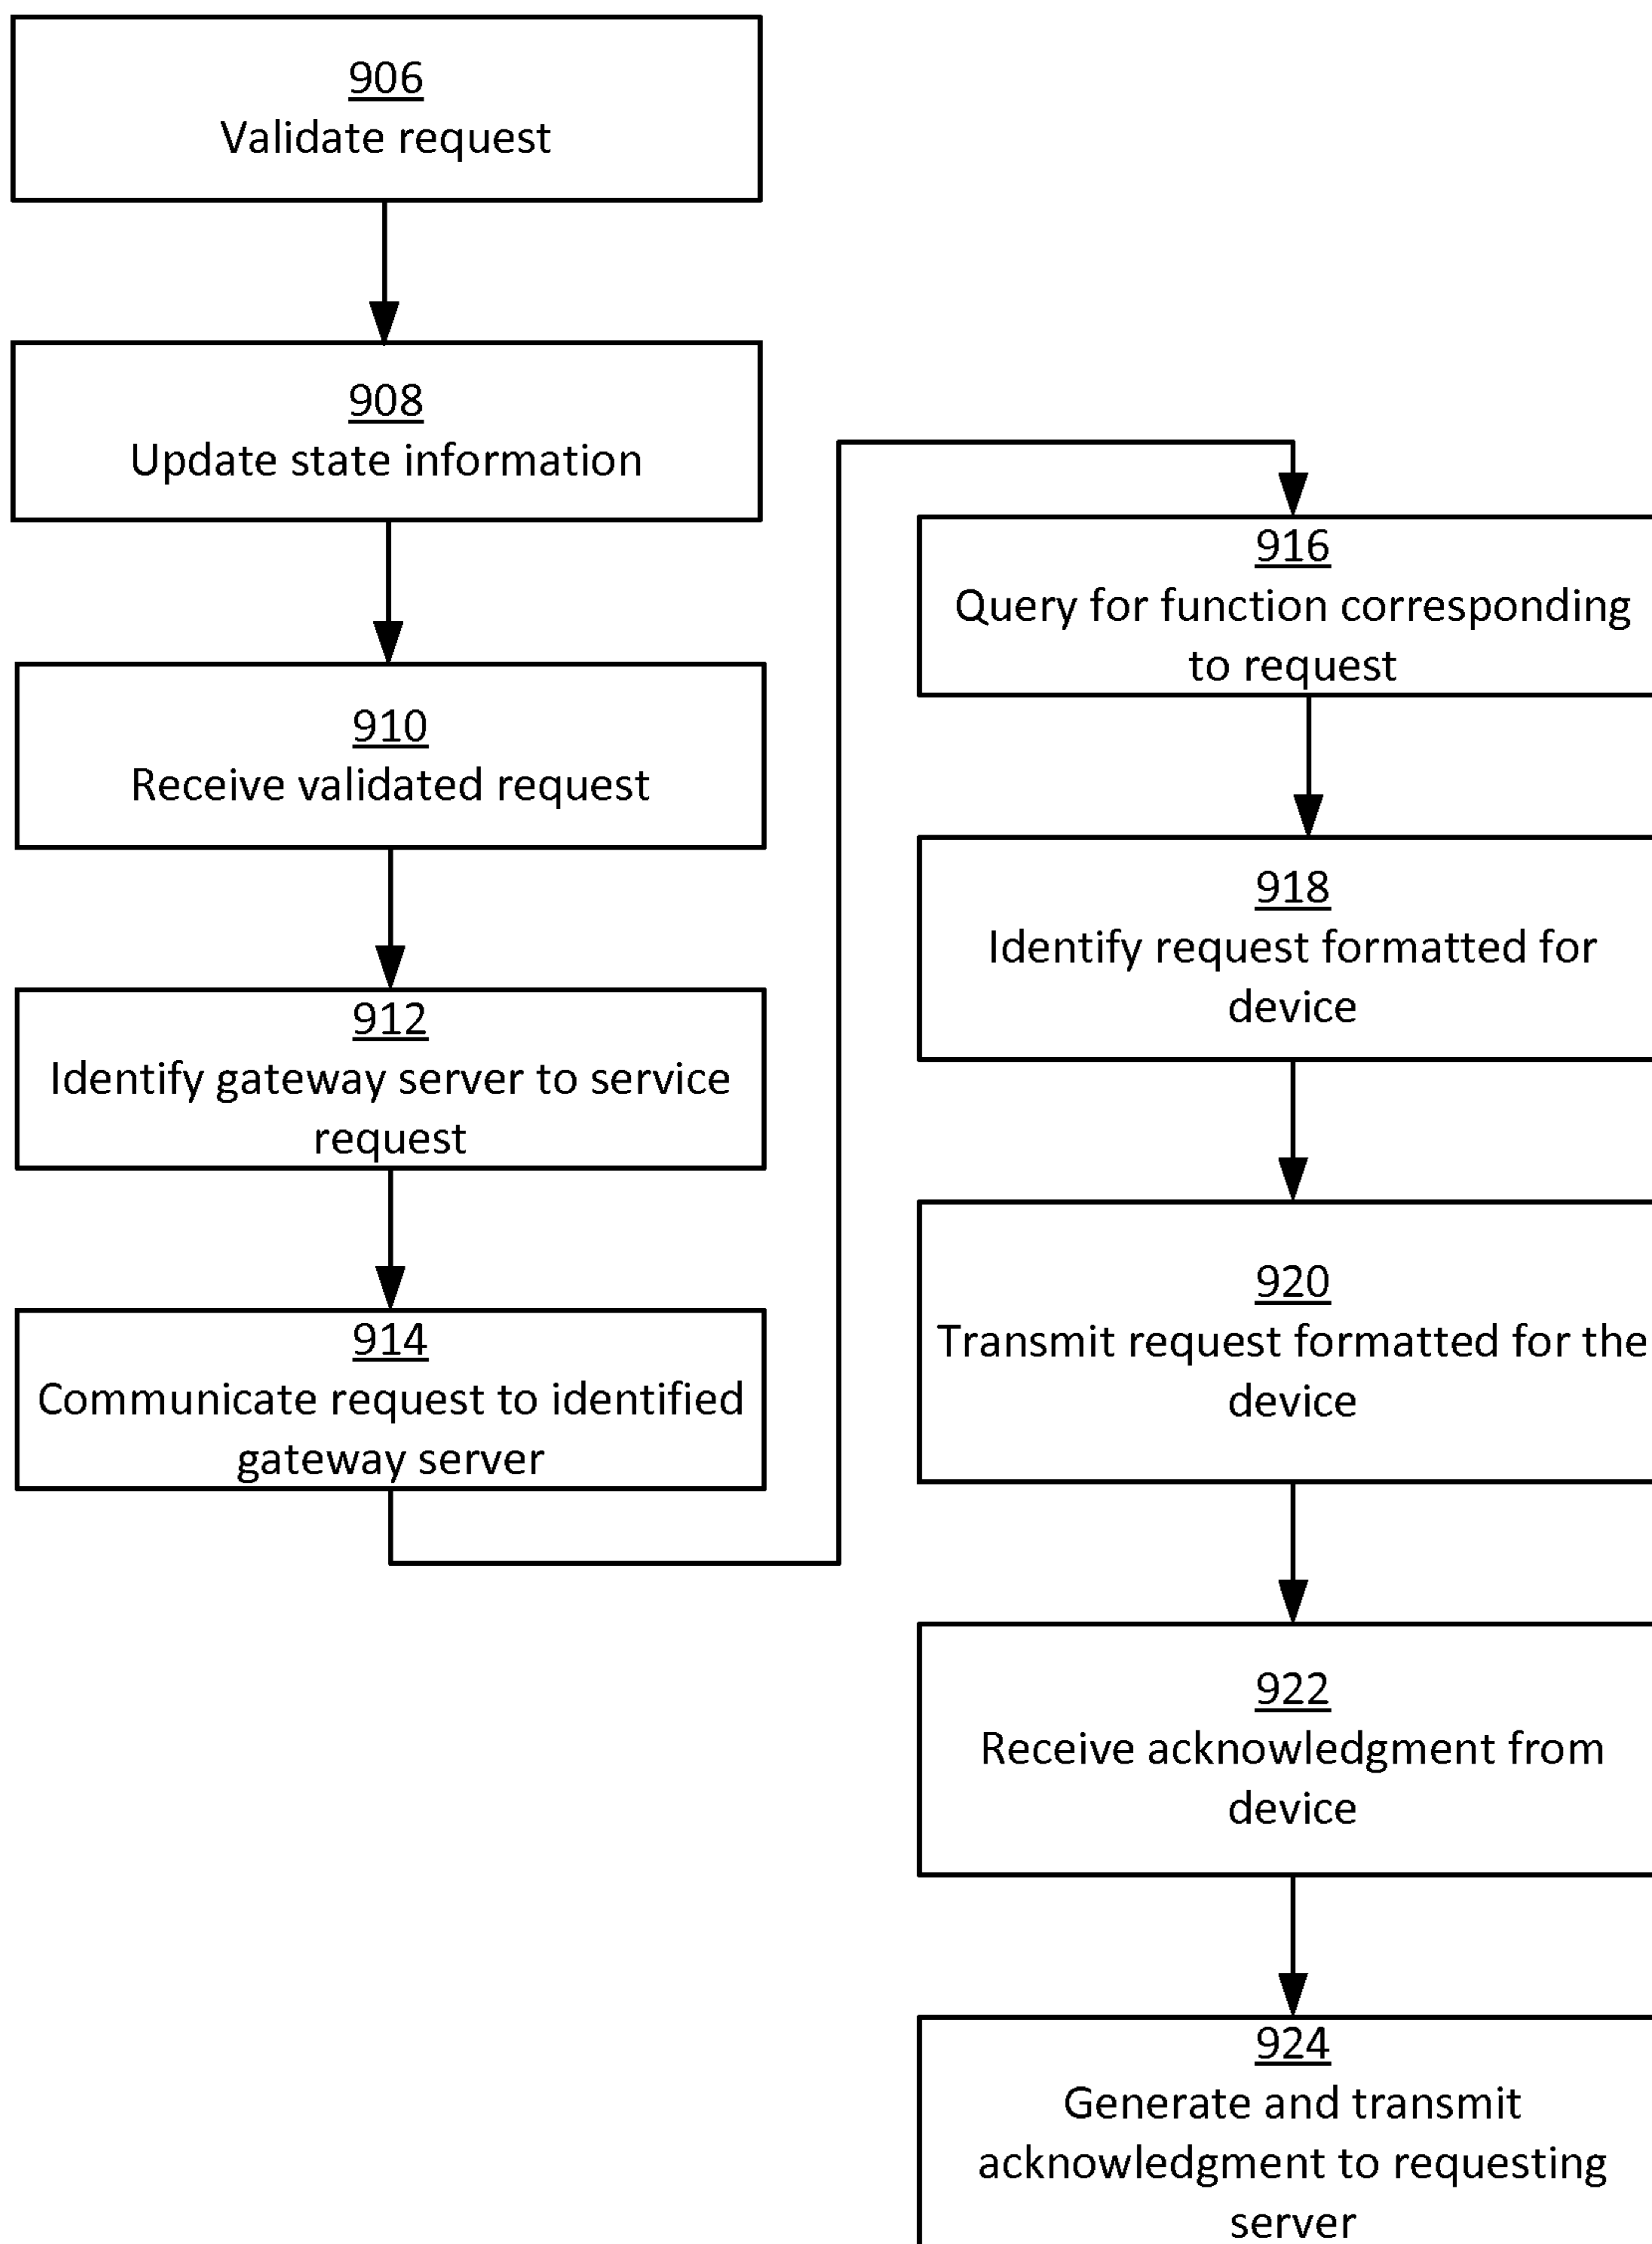 906
Validate request
908
Update state information
910
Receive validated request
912
Identify gateway server to service
request
914
Communicate request to identified
gateway server
916
Query for function corresponding
to request
918
Identify request formatted for
device
920
Transmit request formatted for the
device
922
Receive acknowledgment from
device
924
Generate and transmit
acknowledgment to requesting
server